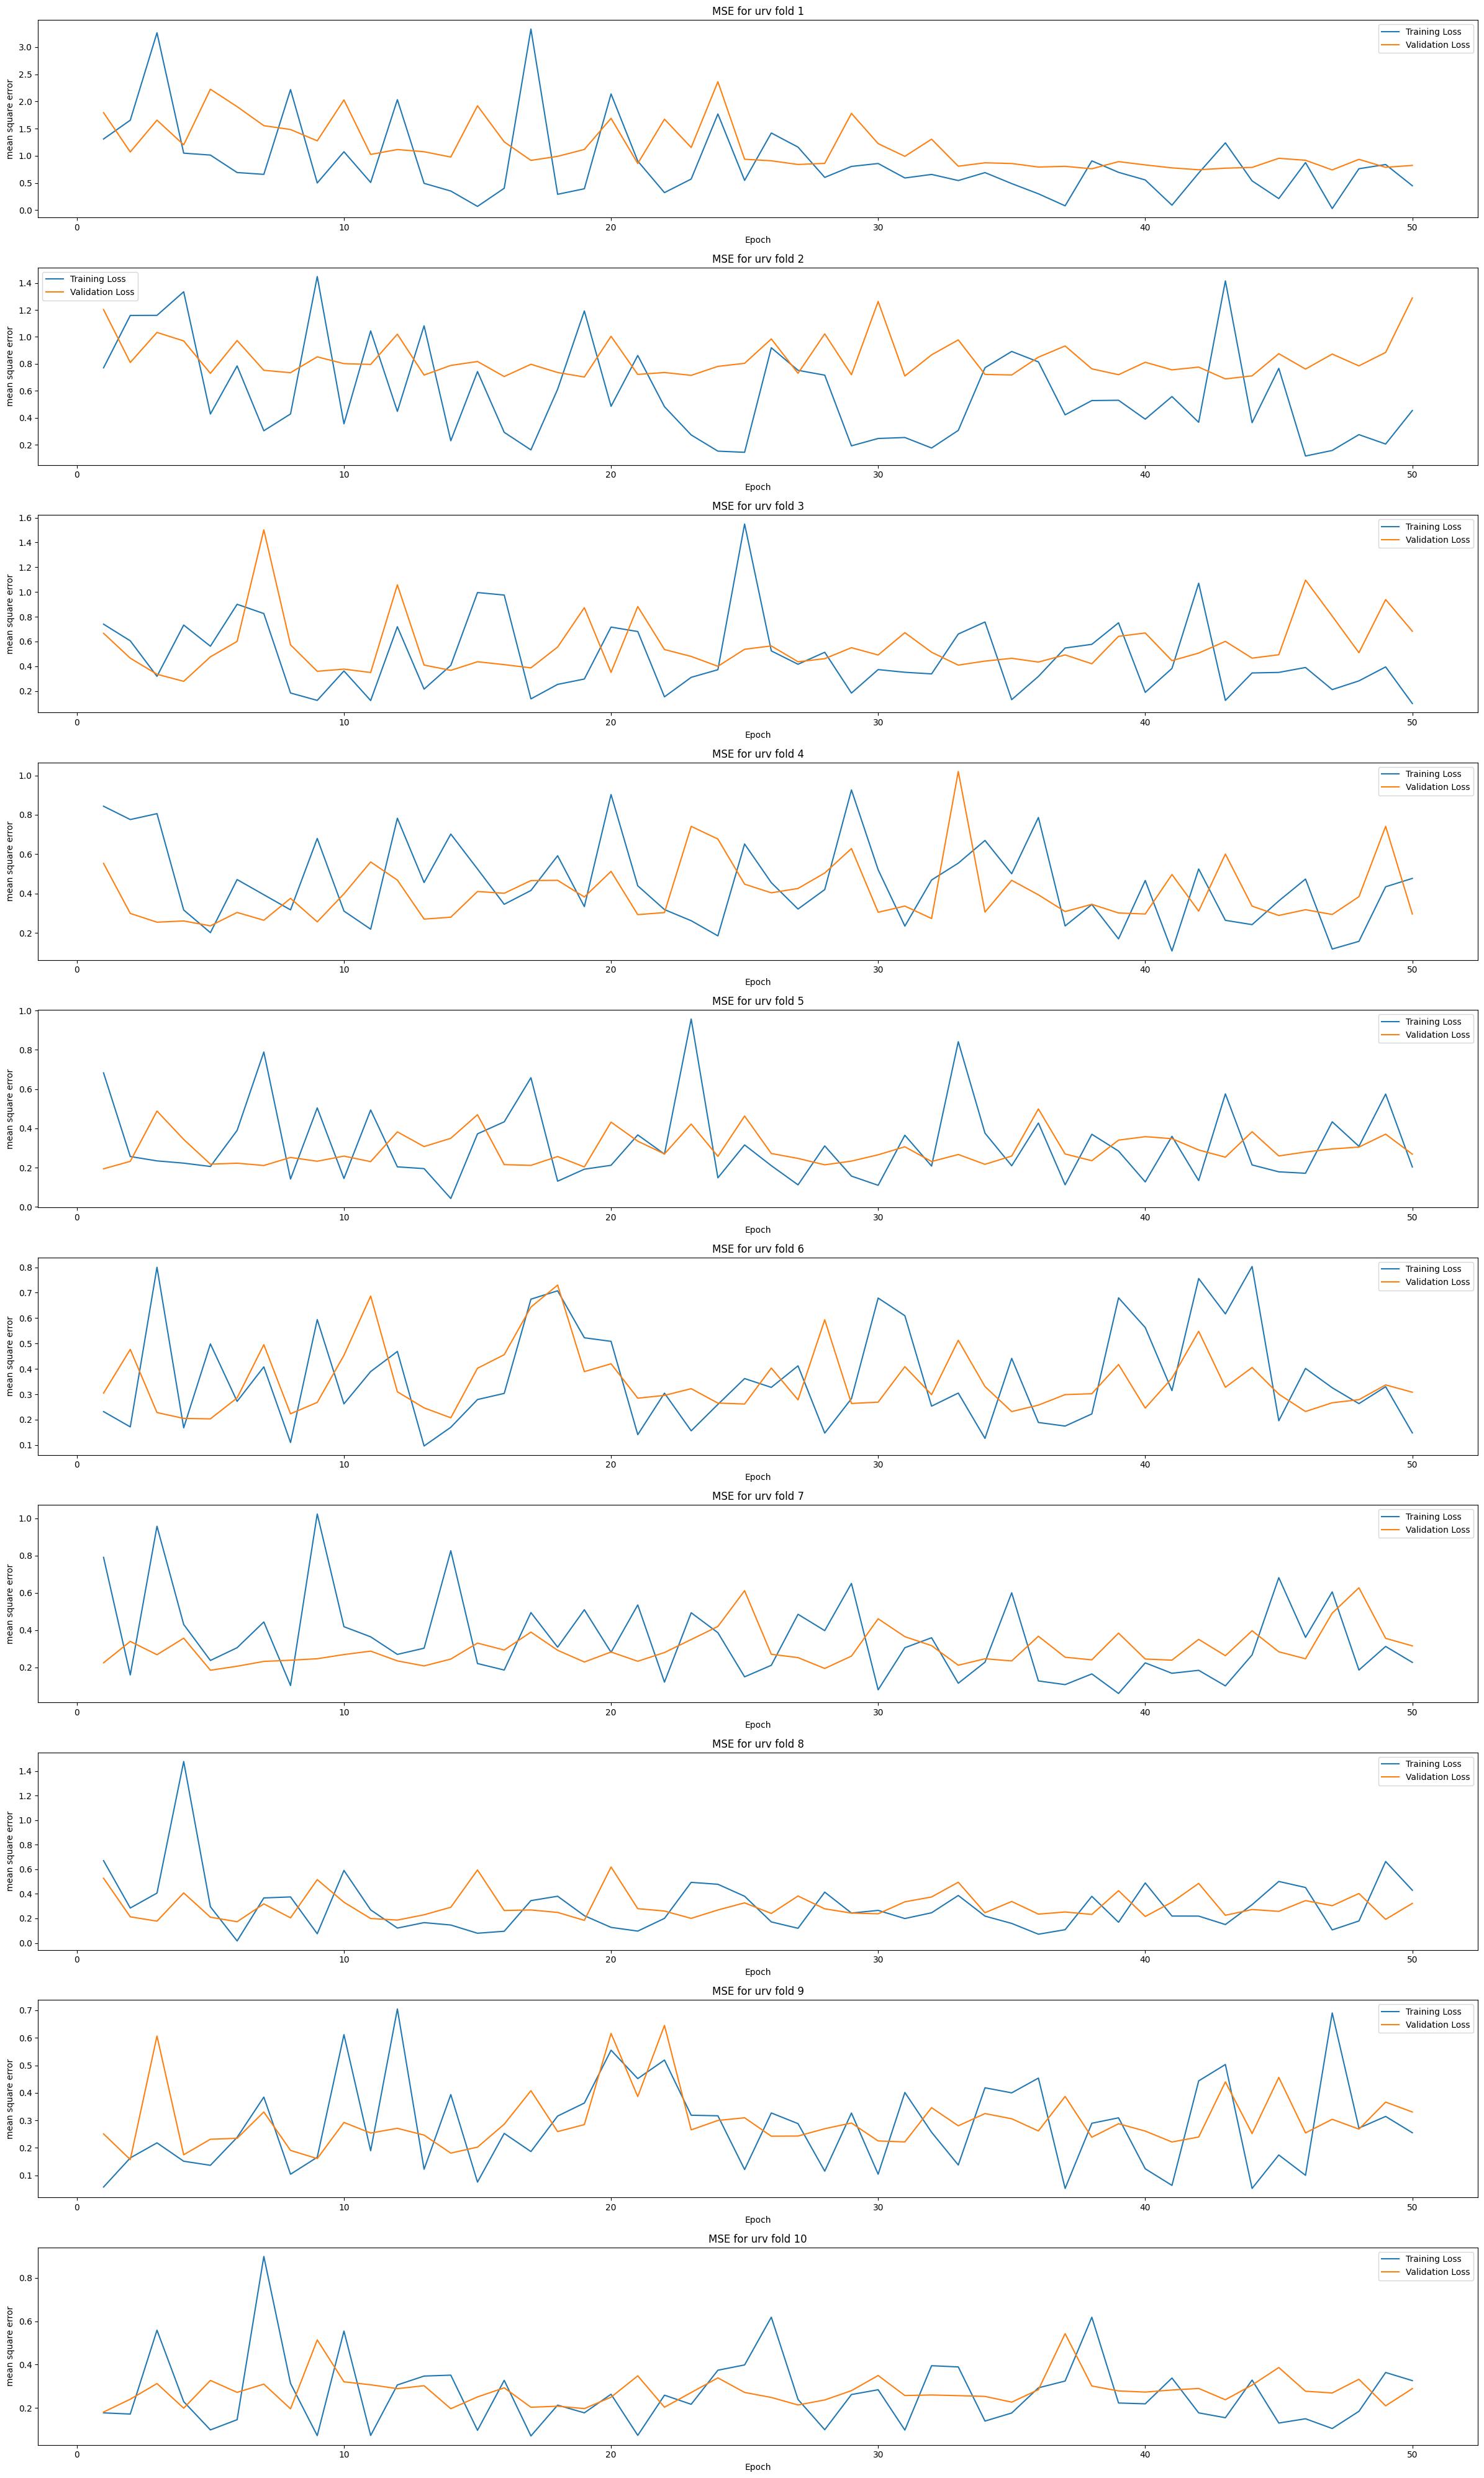 MSE for urv fold 1
Training Loss
Validation Loss
mean square error
3.0
2.5
2.0
1.5
1.0
0.5
0.0
0 10 20 30 40 50
Epoch
MSE for urv fold 2
Training Loss
Validation Loss
mean square error
1.4
1.2
1.0
0.8
0.6
0.4
0.2
0 10 20 30 40 50
Epoch
MSE for urv fold 3
Training Loss
Validation Loss
mean square error
1.6
1.4
1.2
1.0
0.8
0.6
0.4
0.2
0 10 20 30 40 50
Epoch
MSE for urv fold 4
Training Loss
Validation Loss
mean square error
1.0
0.8
0.6
0.4
0.2
0 10 20 30 40 50
Epoch
MSE for urv fold 5
Training Loss
Validation Loss
mean square error
1.0
0.8
0.6
0.4
0.2
0.0
0 10 20 30 40 50
Epoch
MSE for urv fold 6
Training Loss
Validation Loss
mean square error
0.8
0.7
0.6
0.5
0.4
0.3
0.2
0.1
0 10 20 30 40 50
Epoch
MSE for urv fold 7
Training Loss
Validation Loss
mean square error
1.0
0.8
0.6
0.4
0.2
0 10 20 30 40 50
Epoch
MSE for urv fold 8
Training Loss
Validation Loss
mean square error
1.4
1.2
1.0
0.8
0.6
0.4
0.2
0.0
0 10 20 30 40 50
Epoch
MSE for urv fold 9
Training Loss
Validation Loss
mean square error
0.7
0.6
0.5
0.4
0.3
0.2
0.1
0 10 20 30 40 50
Epoch
MSE for urv fold 10
Training Loss
Validation Loss
mean square error
0.8
0.6
0.4
0.2
0 10 20 30 40 50
Epoch